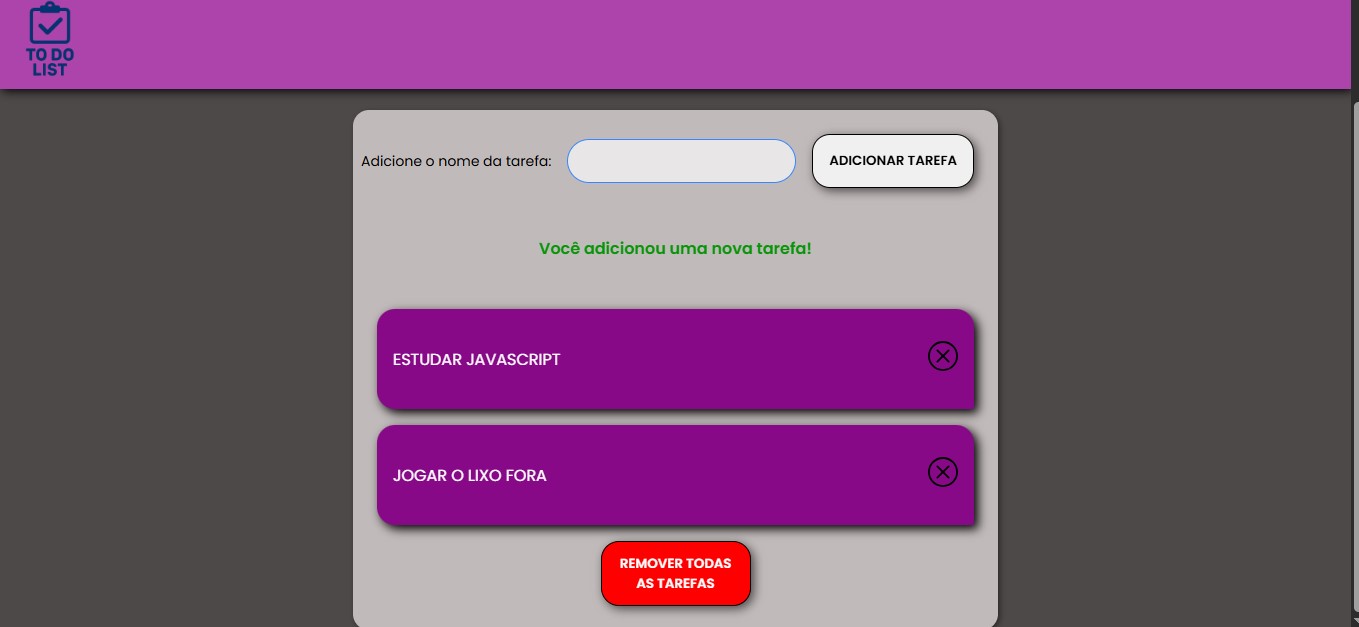 TO DO
LIST
Adicione o nome da tarefa:
ADICIONAR TAREFA
Você adicionou uma nova tarefa!
ESTUDAR JAVASCRIPT
JOGAR O LIXO FORA
REMOVER TODAS
AS TAREFAS